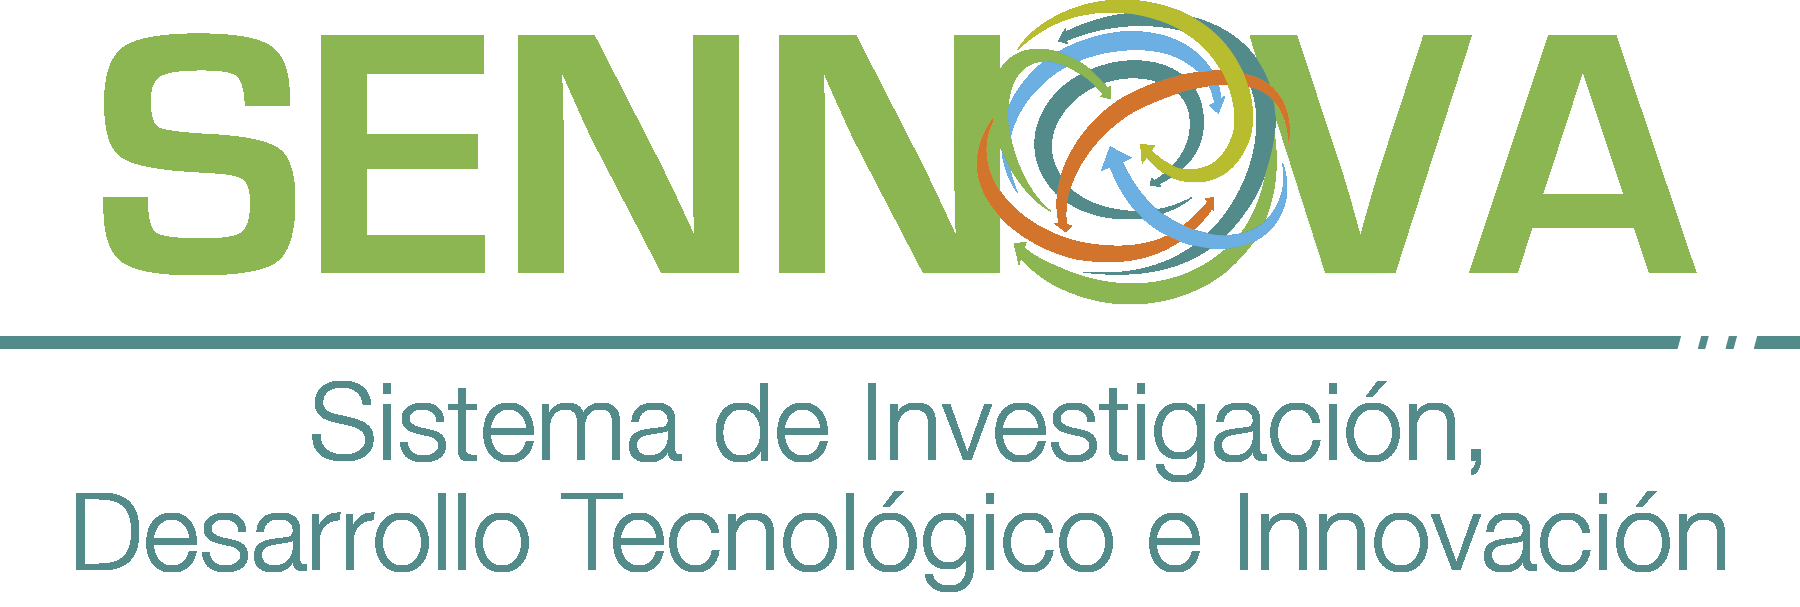 SENNOVA
Sistema de Investigación,
Desarrollo Tecnológico e Innovación